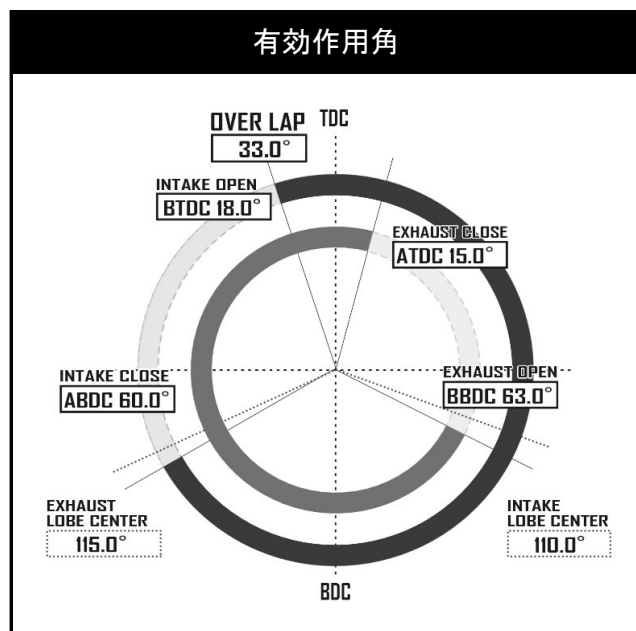 有効作用角
OVER LAP
33.0°
TDC
INTAKE OPEN
BTDC 18.0°
EXHAUST CLOSE
ATDC 15.0°
INTAKE CLOSE
ABDC 60.0°
EXHAUST OPEN
BBDC 63.0°
EXHAUST
LOBE CENTER
115.0°
INTAKE
LOBE CENTER
110.0°
BDC